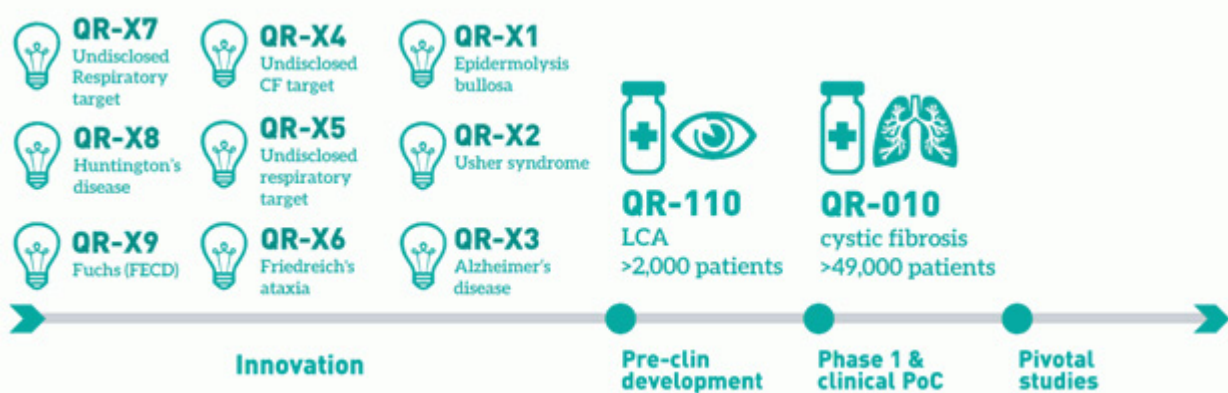 QR-X7
Undisclosed
Respiratory
target
QR-X4
Undisclosed
CF target
QR-X1
Epidermolysis
bullosa
QR-X8
Huntington's
disease
QR-X5
Undisclosed
respiratory
target
QR-X2
Usher syndrome
QR-X9
Fuchs (FECD)
QR-X6
Friedreich's
ataxia
QR-X3
Alzheimer's
disease
QR-110
LCA
>2,000 patients
QR-010
cystic fibrosis
>49,000 patients
Innovation
Pre-clin
development
Phase 1 &
clinical PoC
Pivotal
studies